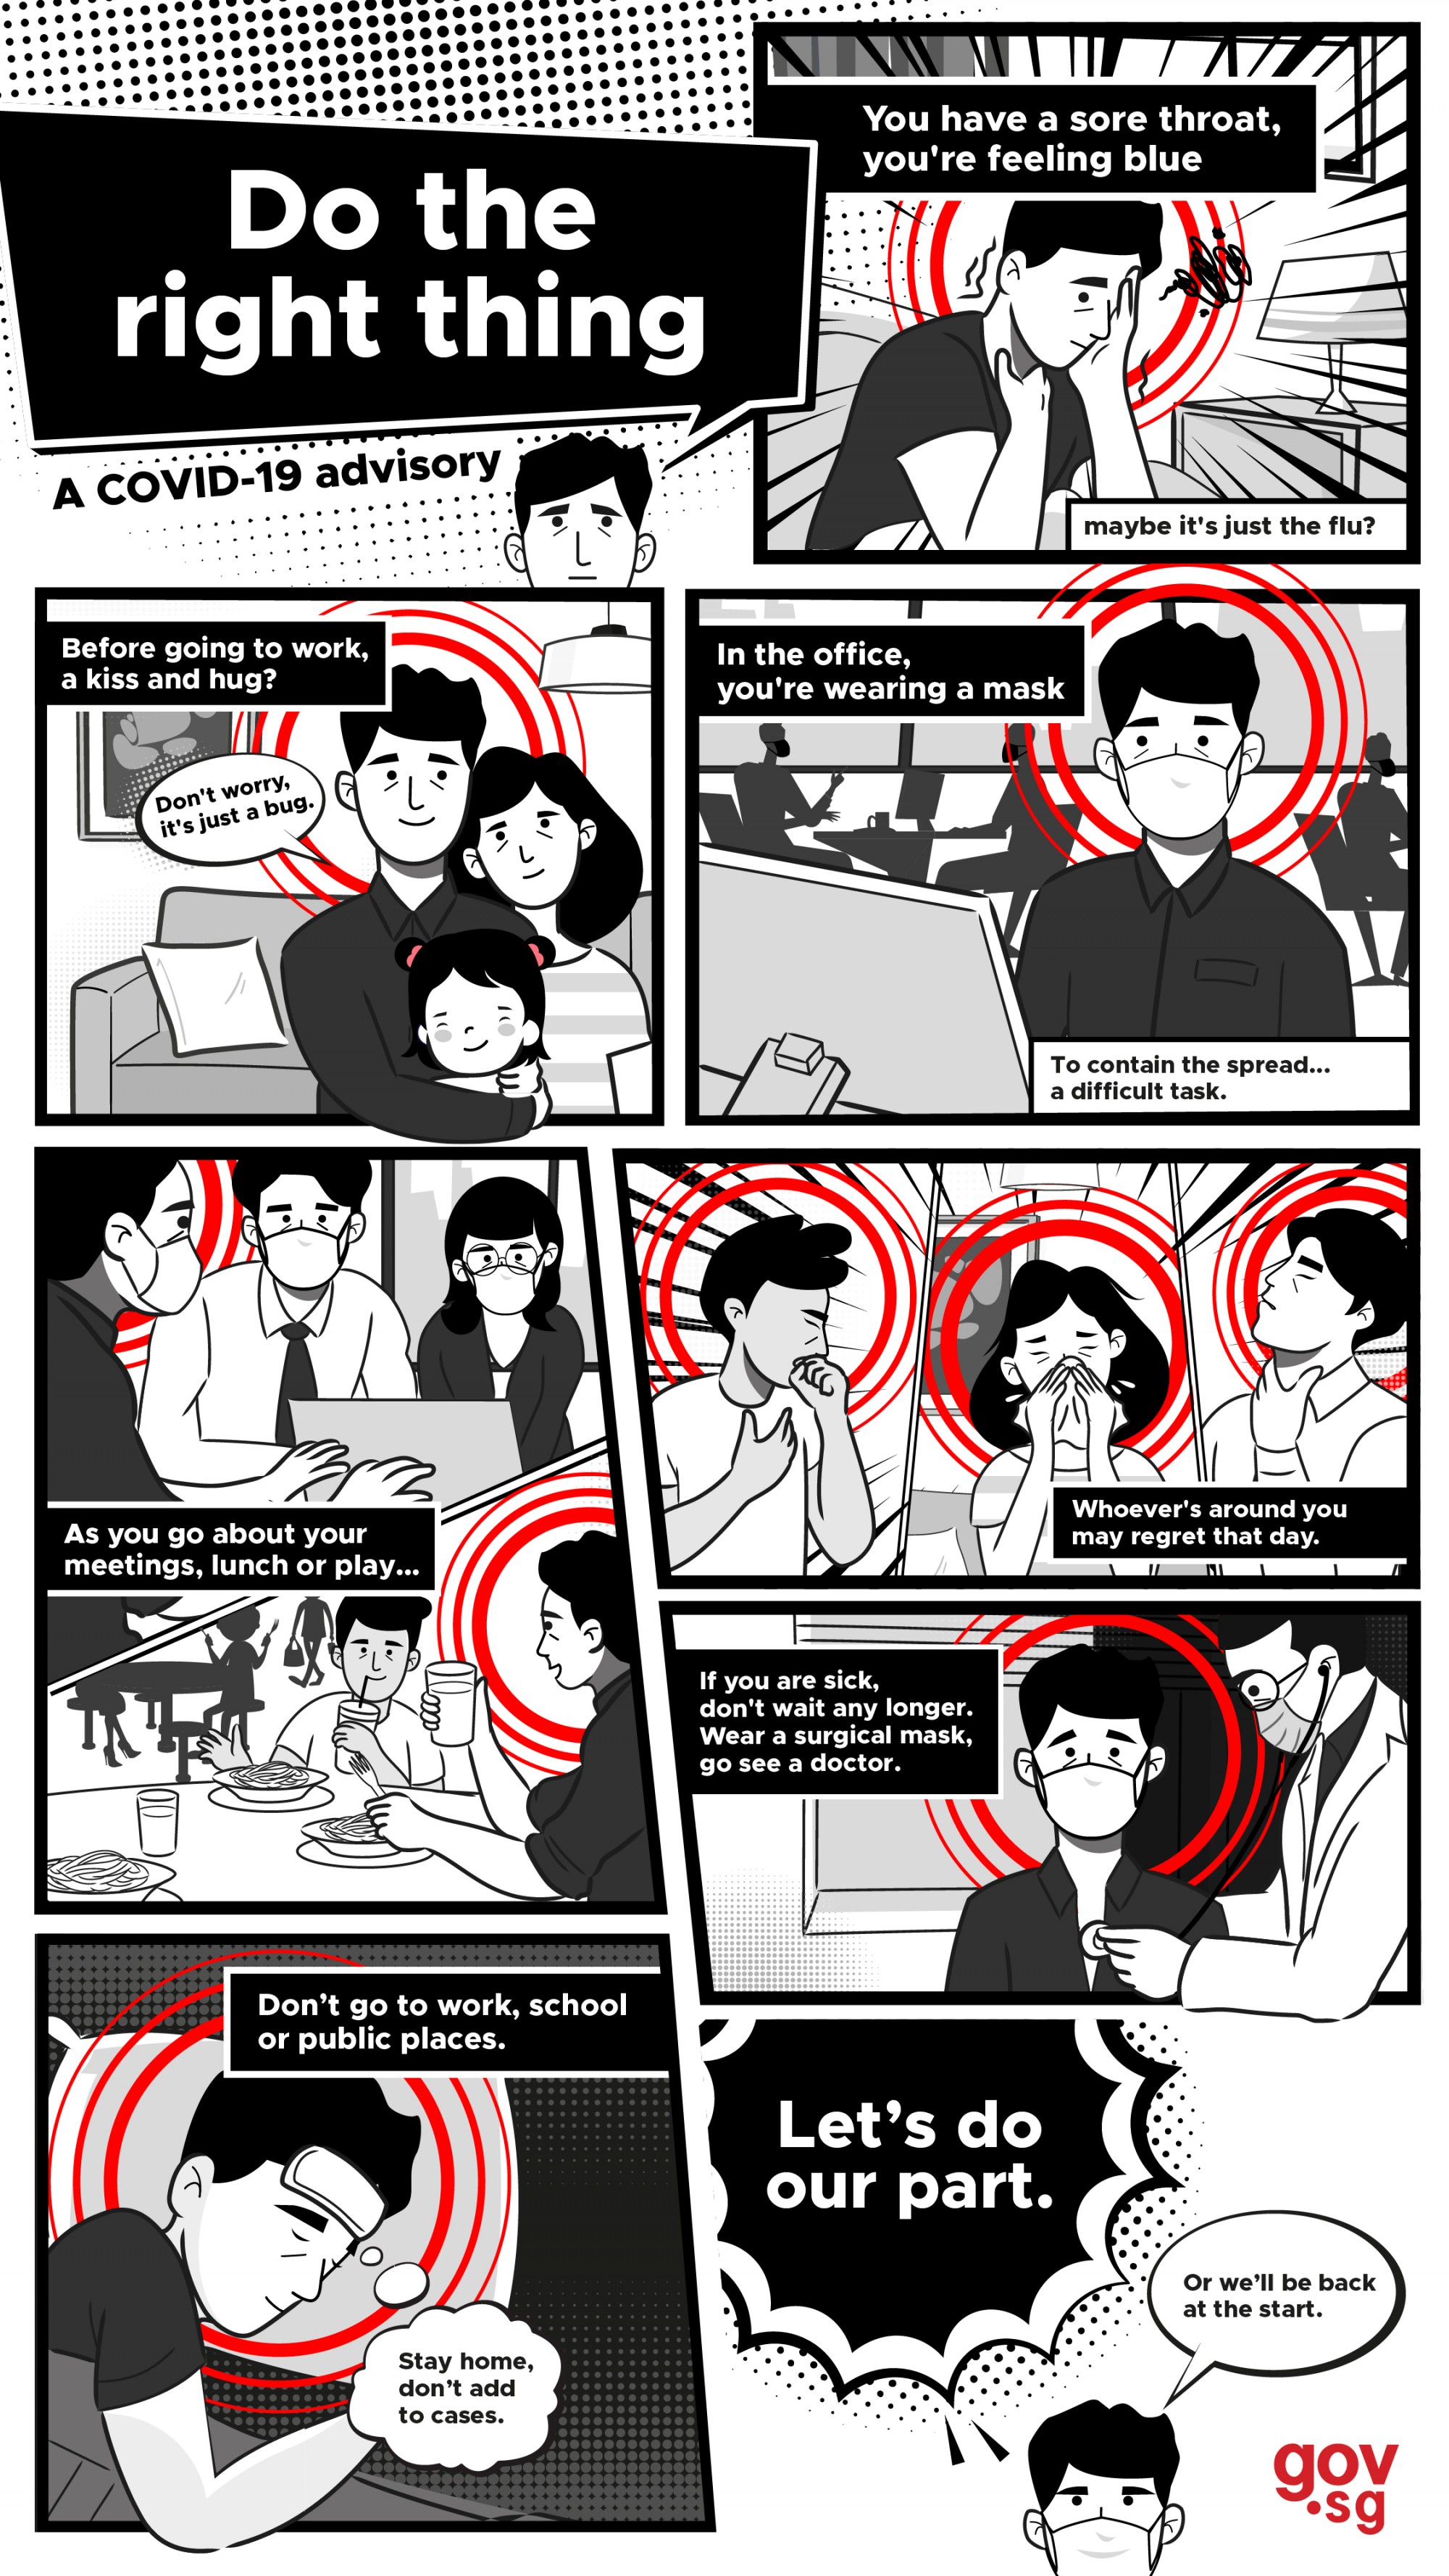 Do the
right thing
A COVID-19 advisory
You have a sore throat,
you're feeling blue
maybe it's just the flu?
Before going to work,
a kiss and hug?
Don't worry,
it's just a bug.
In the office,
you're wearing a mask
To contain the spread...
a difficult task.
As you go about your
meetings, lunch or play...
Whoever's around you
may regret that day.
If you are sick,
don't wait any longer.
Wear a surgical mask,
go see a doctor.
Don’t go to work, school
or public places.
Stay home,
don’t add
to cases.
Let’s do
our part.
Or we’ll be back
at the start.
gov
.sg